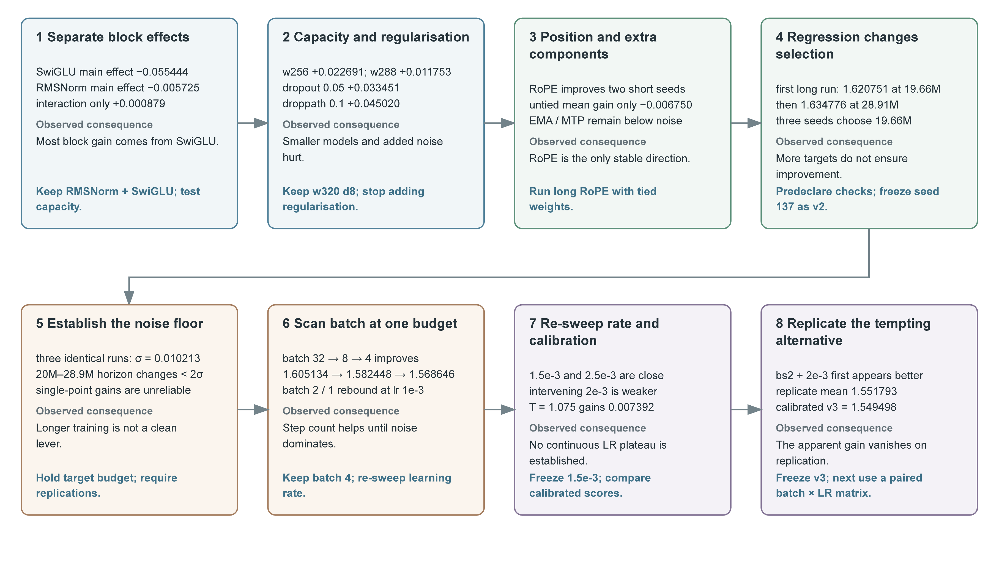 1 Separate block effects
SwiGLU main effect −0.055444
RMSNorm main effect −0.005725
interaction only +0.000879
Observed consequence
Most block gain comes from SwiGLU.
Keep RMSNorm + SwiGLU; test
capacity.
2 Capacity and regularisation
w256 +0.022691; w288 +0.011753
dropout 0.05 +0.033451
droppath 0.1 +0.045020
Observed consequence
Smaller models and added noise
hurt.
Keep w320 d8; stop adding
regularisation.
3 Position and extra
components
RoPE improves two short seeds
untied mean gain only −0.006750
EMA / MTP remain below noise
Observed consequence
RoPE is the only stable direction.
Run long RoPE with tied
weights.
4 Regression changes
selection
first long run: 1.620751 at 19.66M
then 1.634776 at 28.91M
three seeds choose 19.66M
Observed consequence
More targets do not ensure
improvement.
Predeclare checks; freeze seed
137 as v2.
5 Establish the noise floor
three identical runs: σ = 0.010213
20M–28.9M horizon changes < 2σ
single-point gains are unreliable
Observed consequence
Longer training is not a clean
lever.
Hold target budget; require
replications.
6 Scan batch at one budget
batch 32 → 8 → 4 improves
1.605134 → 1.582448 → 1.568646
batch 2 / 1 rebound at lr 1e-3
Observed consequence
Step count helps until noise
dominates.
Keep batch 4; re-sweep learning
rate.
7 Re-sweep rate and
calibration
1.5e-3 and 2.5e-3 are close
intervening 2e-3 is weaker
T = 1.075 gains 0.007392
Observed consequence
No continuous LR plateau is
established.
Freeze 1.5e-3; compare
calibrated scores.
8 Replicate the tempting
alternative
bs2 + 2e-3 first appears better
replicate mean 1.551793
calibrated v3 = 1.549498
Observed consequence
The apparent gain vanishes on
replication.
Freeze v3; next use a paired
batch × LR matrix.